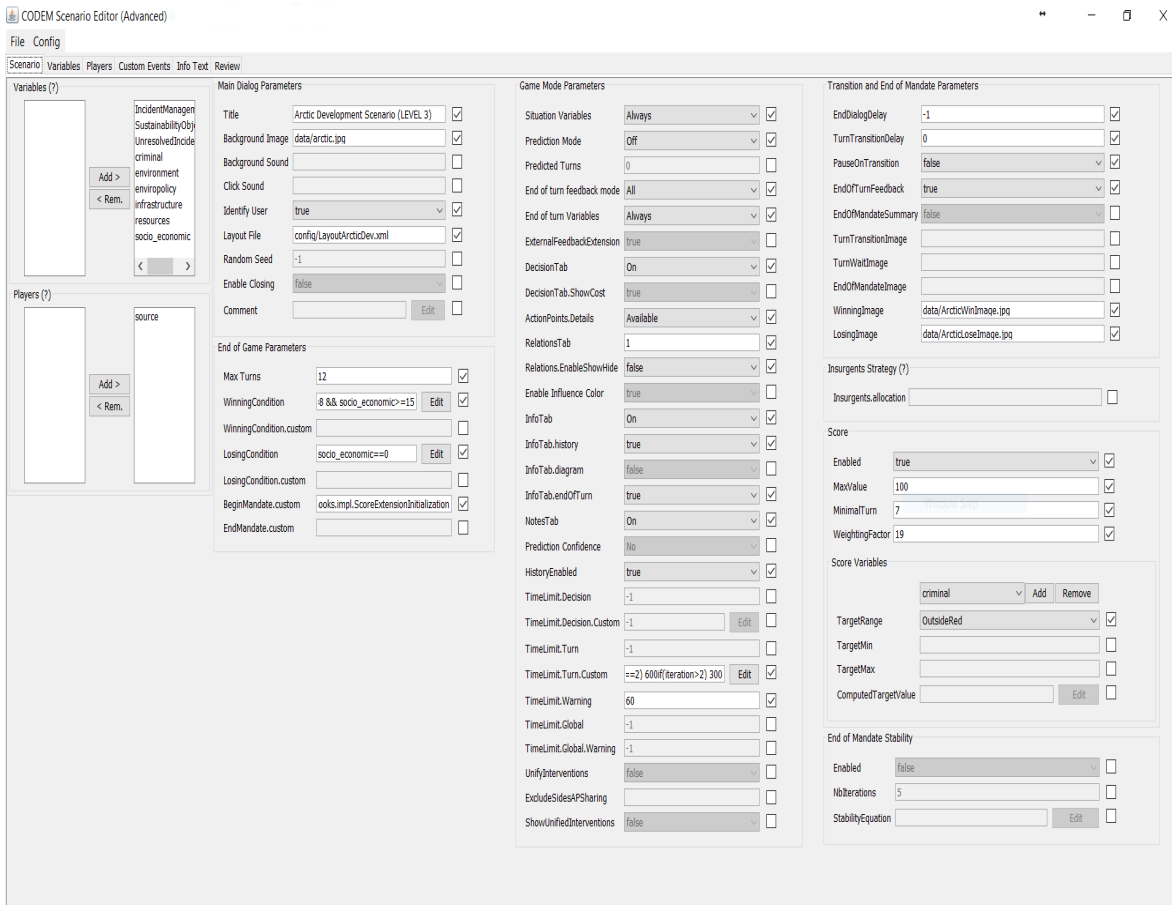 CODEM Scenario Editor (Advanced)
File Config
Scenario Variables Players Custom Events Info Text Review
Variables (?)
Add >
< Rem.
IncidentManagem
SustainabilityObj
UnresolvedIncide
criminal
environment
enviropolicy
infrastructure
resources
socio_economic
Players (?)
Add >
< Rem.
source
Main Dialog Parameters
Title Arctic Development Scenario (LEVEL 3)
Background Image data/arctic.jpg
Background Sound
Click Sound
Identify User true
Layout File config/LayoutArcticDev.xml
Random Seed -1
Enable Closing false
Comment Edit
End of Game Parameters
Max Turns 12
WinningCondition 8 && socio_economic>=15 Edit
WinningCondition.custom
LosingCondition socio_economic==0 Edit
LosingCondition.custom
BeginMandate.custom ooks.impl.ScoreExtensionInitialization
EndMandate.custom
Game Mode Parameters
Situation Variables Always
Prediction Mode Off
Predicted Turns 0
End of turn feedback mode All
End of turn Variables Always
ExternalFeedbackExtension true
DecisionTab On
DecisionTab.ShowCost true
ActionPoints.Details Available
RelationsTab 1
Relations.EnableShowHide false
Enable Influence Color true
InfoTab On
InfoTab.history true
InfoTab.diagram false
InfoTab.endOfTurn true
NotesTab On
Prediction Confidence No
HistoryEnabled true
TimeLimit.Decision -1
TimeLimit.Decision.Custom -1 Edit
TimeLimit.Turn -1
TimeLimit.Turn.Custom ==2) 600if(iteration>2) 300 Edit
TimeLimit.Warning 60
TimeLimit.Global -1
TimeLimit.Global.Warning -1
UnifyInterventions false
ExcludeSidesAPSharing
ShowUnifiedInterventions false
Transition and End of Mandate Parameters
EndDialogDelay -1
TurnTransitionDelay 0
PauseOnTransition false
EndOfTurnFeedback true
EndOfMandateSummary false
TurnTransitionImage
TurnWaitImage
EndOfMandateImage
WinningImage data/ArcticWinImage.jpg
LosingImage data/ArcticLoseImage.jpg
Insurgents Strategy (?)
Insurgents.allocation
Score
Enabled true
MaxValue 100
Window Snip
MinimalTurn 7
WeightingFactor 19
Score Variables
criminal Add Remove
TargetRange OutsideRed
TargetMin
TargetMax
ComputedTargetValue Edit
End of Mandate Stability
Enabled false
NbIterations 5
StabilityEquation Edit